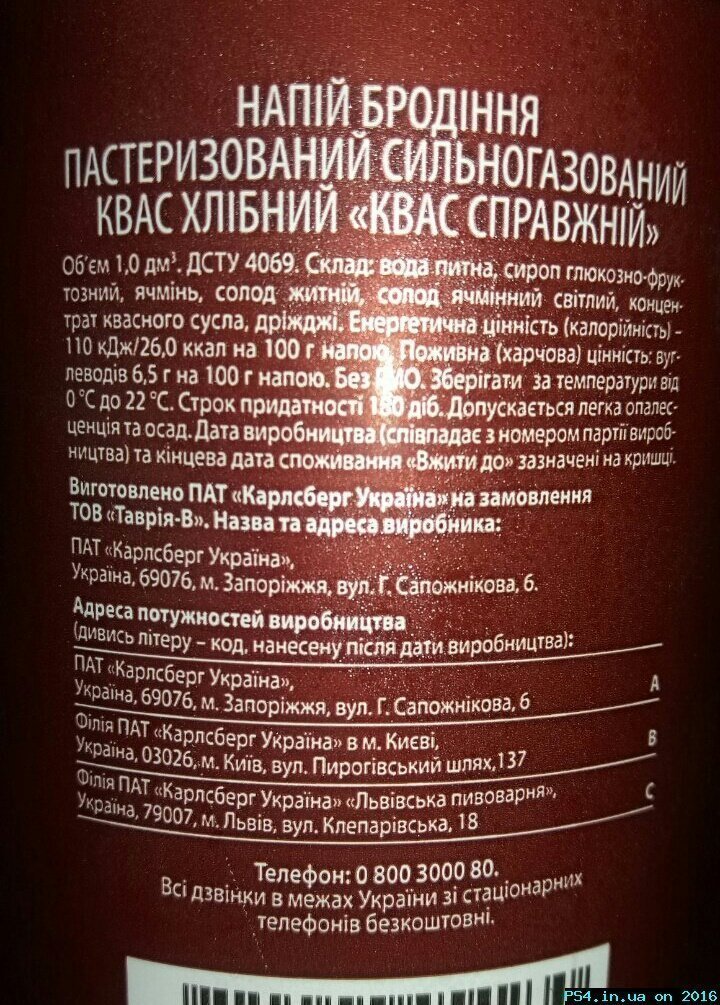 НАПІЙ БРОДІННЯ
ПАСТЕРИЗОВАНИЙ СИЛЬНОГАЗОВАНИЙ
КВАС ХЛІБНИЙ «КВАС СПРАВЖНІЙ»
Об'єм 1,0 дм³. ДСТУ 4069. Склад: вода питна, сироп глюкозно-фрук-
тозний, ячмінь, солод житній, солод ячмінний світлий, концен-
трат квасного сусла, дріжджі. Енергетична цінність (калорійність) –
110 кДж/26,0 ккал на 100 г напою. Поживна (харчова) цінність: вуг-
леводів 6,5 г на 100 г напою. Без Зберігати за температури від
0 °С до 22 °С. Строк придатності діб. Допускається легка опалес-
ценція та осад. Дата виробництва (співпадає з номером партії вироб-
ництва) та кінцева дата споживання «Вжити до» зазначені на кришці.
Виготовлено ПАТ «Карлсберг Україна» на замовлення
ТОВ «Таврія-В». Назва та адреса виробника:
ПАТ «Карлсберг Україна»,
Україна, 69076, м. Запоріжжя, вул. Г. Сапожнікова, 6.
Адреса потужностей виробництва
(дивись літеру – код, нанесену після дати виробництва):
ПАТ «Карлсберг Україна»,
Україна, 69076, м. Запоріжжя, вул. Г. Сапожнікова, 6 A
Філія ПАТ «Карлсберг Україна» в м. Києві,
Україна, 03026, м. Київ, вул. Пирогівський шлях,137 B
Філія ПАТ «Карлсберг Україна» «Львівська пивоварня»,
Україна, 79007, м. Львів, вул. Клепарівська, 18 C
Телефон: 0 800 3000 80.
Всі дзвінки в межах України зі стаціонарних
телефонів безкоштовні.
PS4.in.ua on 2016